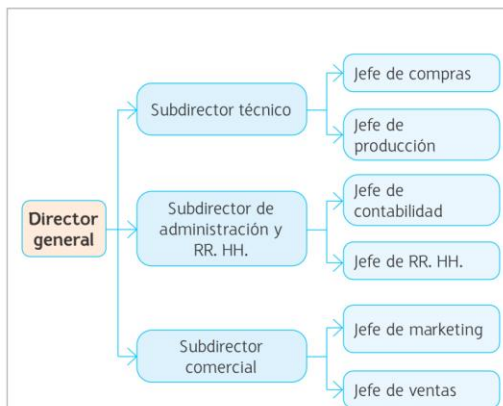 Director
general
Subdirector técnico
Jefe de compras
Jefe de
producción
Subdirector de
administración y
RR. HH.
Jefe de
contabilidad
Jefe de RR. HH.
Subdirector
comercial
Jefe de marketing
Jefe de ventas